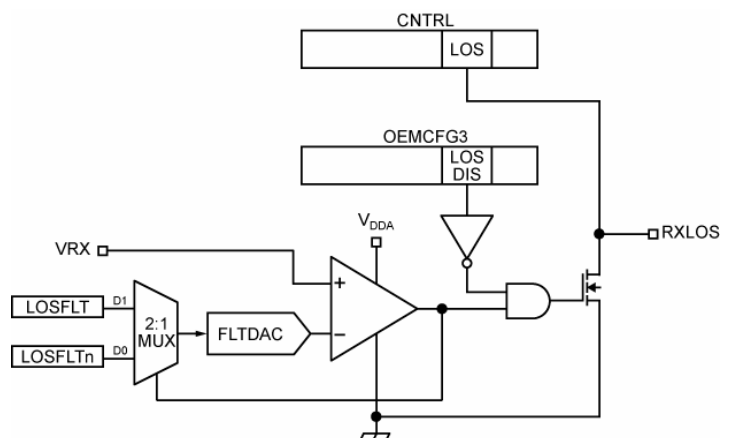 CNTRL
LOS
OEMCFG3
LOS
DIS
VDDA
VRX
RXLOS
+
LOSFLT
D1
2:1
MUX
FLTDAC
−
LOSFLTn
D0